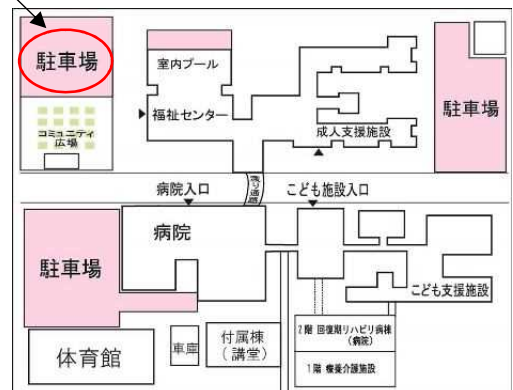 駐車場
室内プール
福祉センター
成人支援施設
駐車場
コミュニティ
広場
病院入口
渡り通路
こども施設入口
病院
駐車場
こども支援施設
2階 回復期リハビリ病棟
(病院)
1階 療養介護施設
体育館
車庫
付属棟
(講堂)